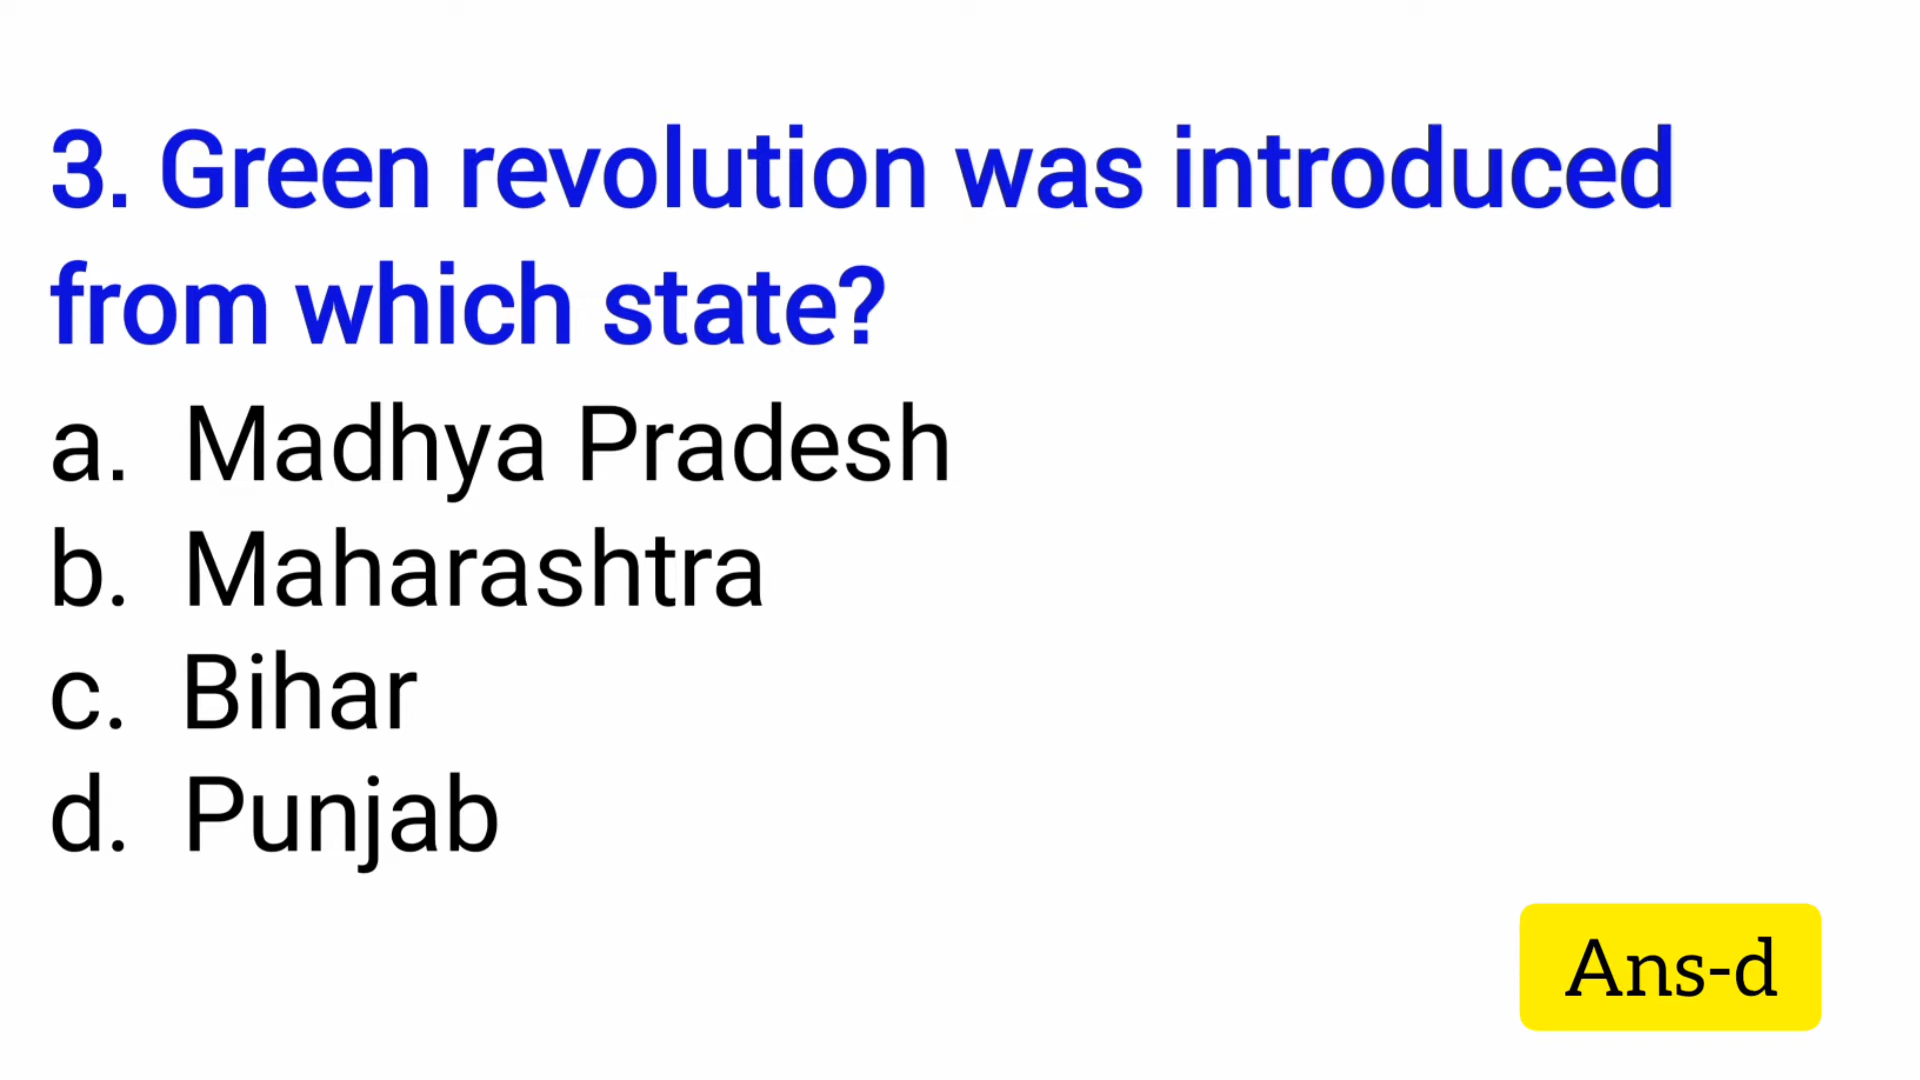 3. Green revolution was introduced
from which state?
a. Madhya Pradesh
b. Maharashtra
c. Bihar
d. Punjab
Ans-d